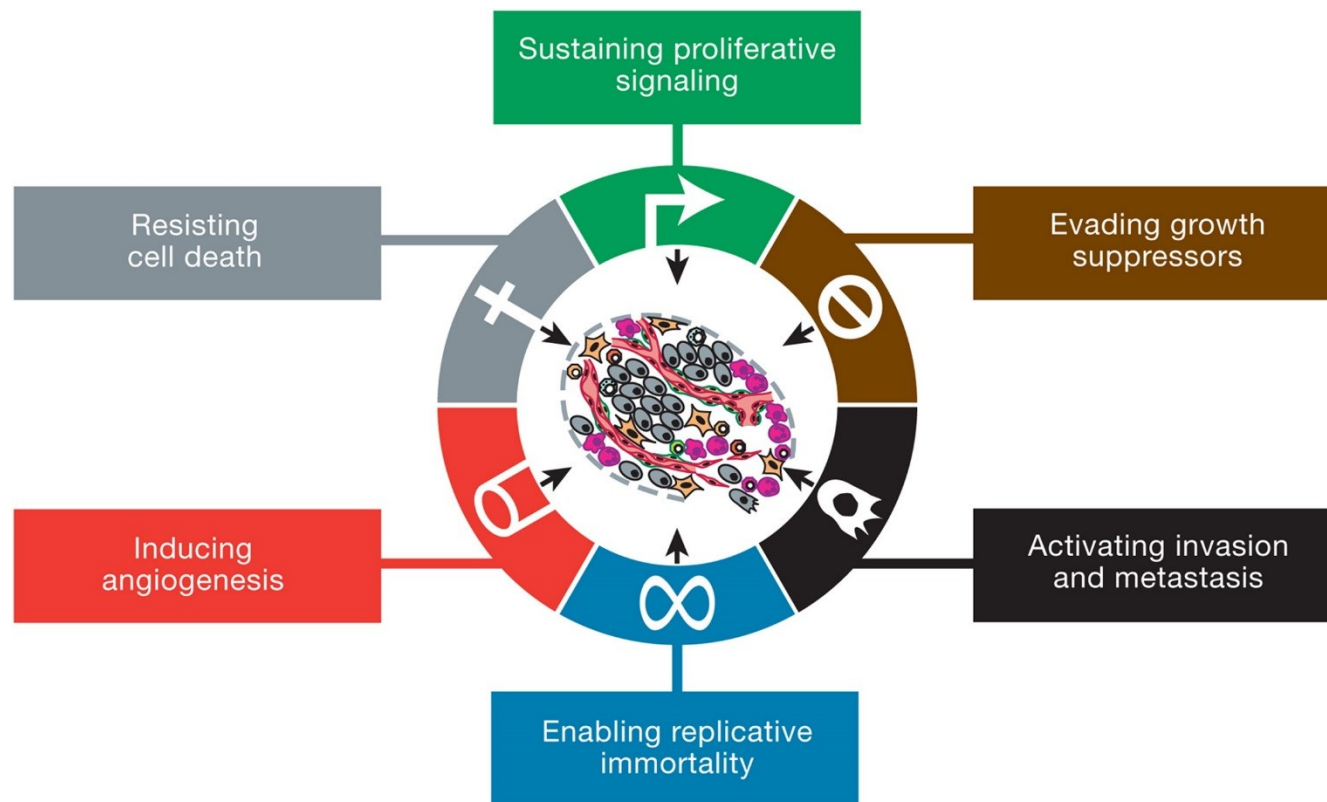 Sustaining proliferative
signaling
Resisting
cell death
Evading growth
suppressors
Inducing
angiogenesis
Activating invasion
and metastasis
Enabling replicative
immortality